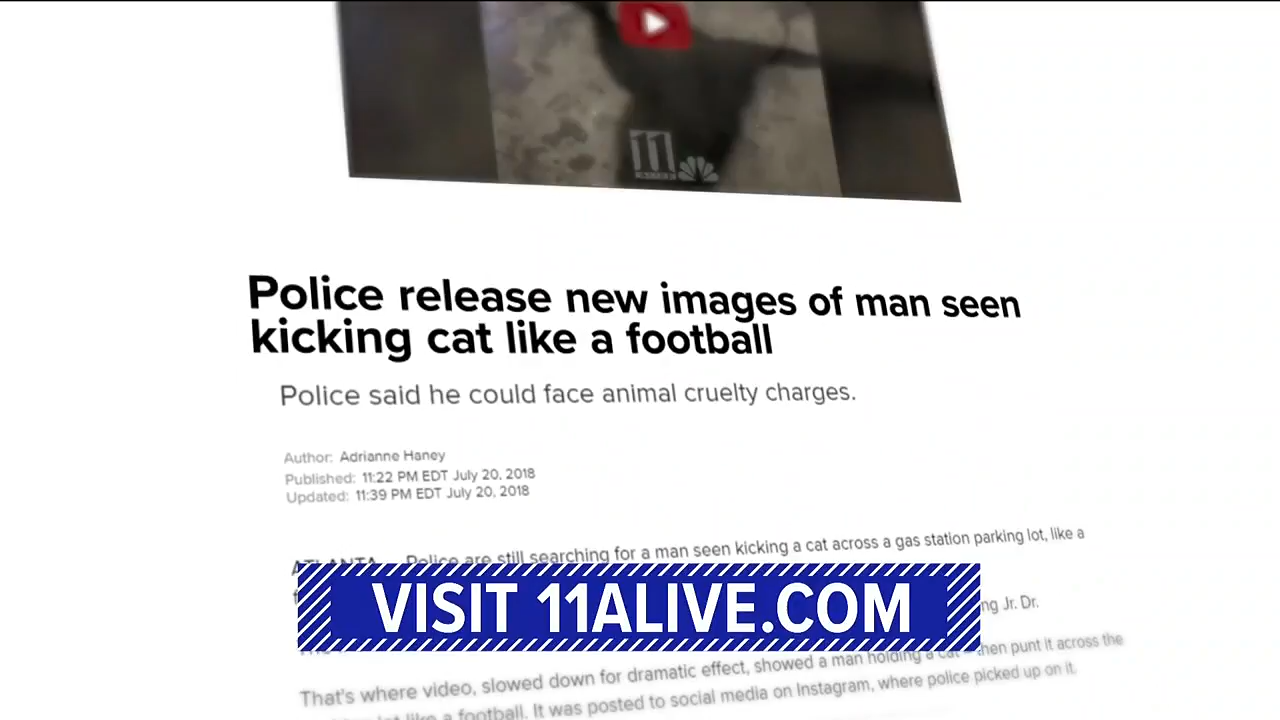 11
Police release new images of man seen
kicking cat like a football
Police said he could face animal cruelty charges.
Author: Adrianne Haney
Published: 11:22 PM EDT July 20, 2018
Updated: 11:39 PM EDT July 20, 2018
ATLANTA — Police are still searching for a man seen kicking a cat across a gas station parking lot, like a
VISIT 11ALIVE.COM
Jr. Dr.
That's where video, slowed down for dramatic effect, showed a man holding a cat – then punt it across the
lot like a football. It was posted to social media on Instagram, where police picked up on it.